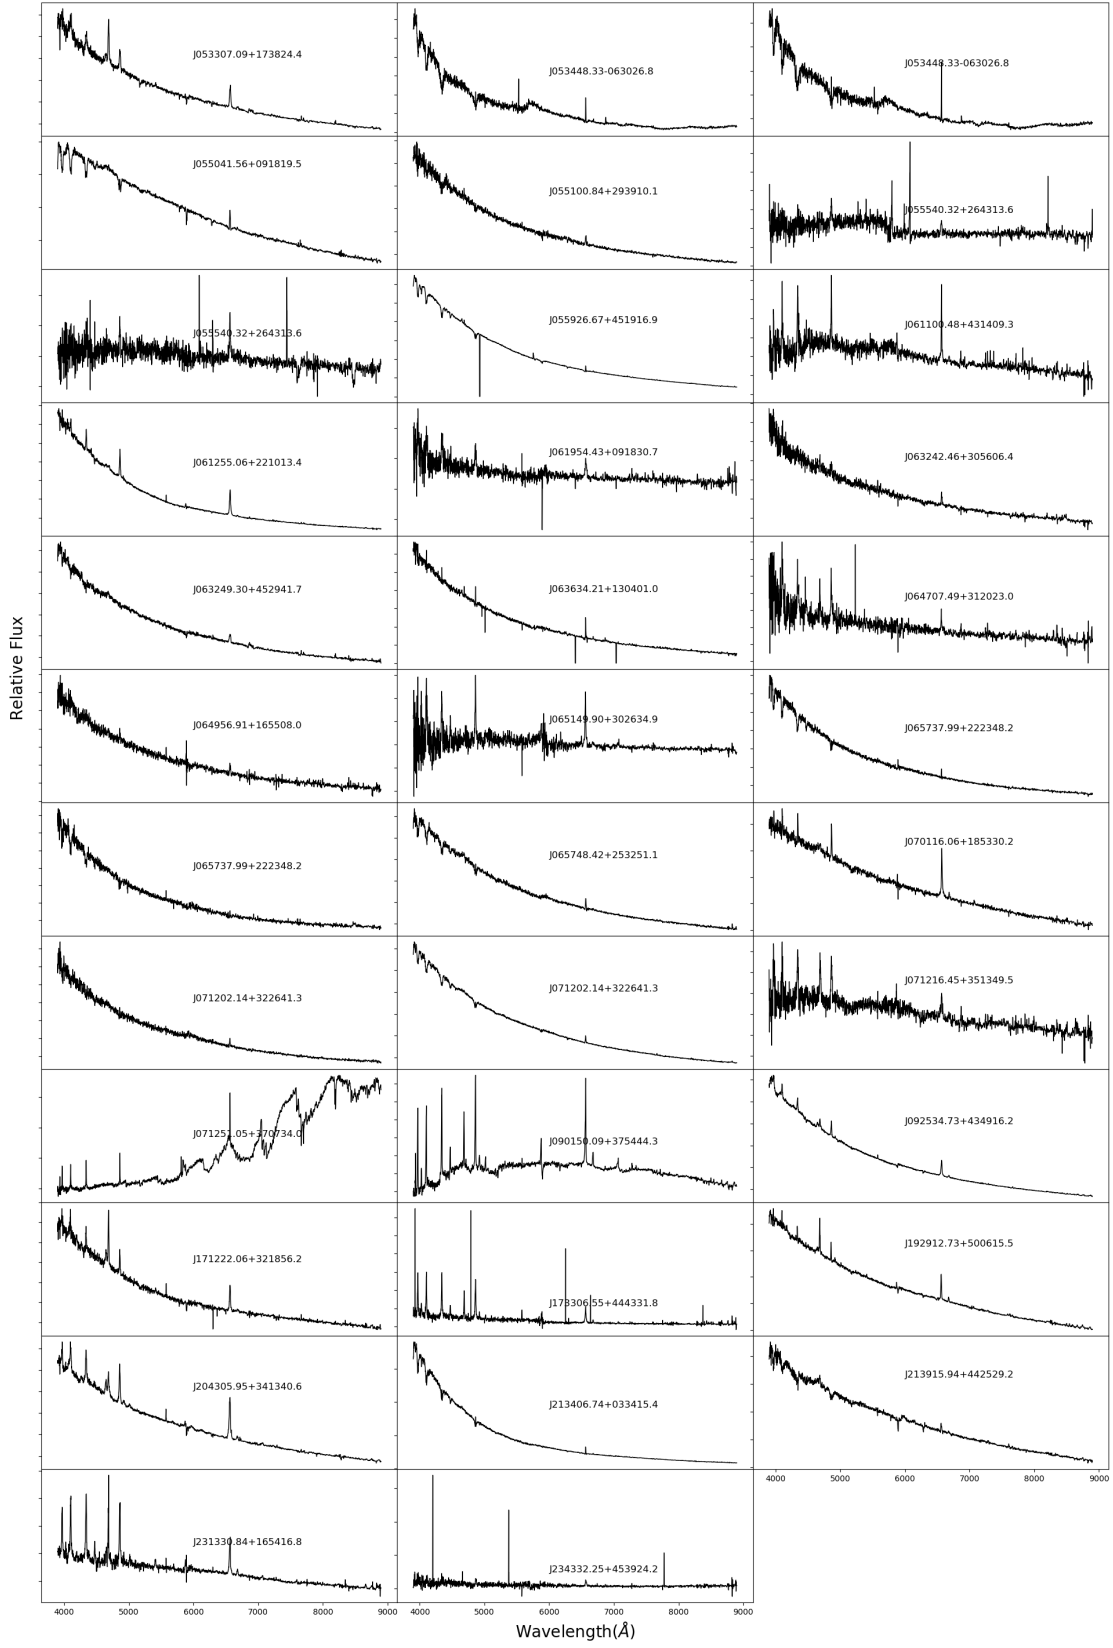 J053307.09+173824.4
J053448.33-063026.8
J053448.33-063026.8
J055041.56+091819.5
J055100.84+293910.1
J055540.32+264313.6
J055540.32+264313.6
J055926.67+451916.9
J061100.48+431409.3
J061255.06+221013.4
J061954.43+091830.7
J063242.46+305606.4
J063249.30+452941.7
J063634.21+130401.0
J064707.49+312023.0
J064956.91+165508.0
J065149.90+302634.9
J065737.99+222348.2
J065737.99+222348.2
J065748.42+253251.1
J070116.06+185330.2
J071202.14+322641.3
J071202.14+322641.3
J071216.45+351349.5
J071251.05+370734.0
J090150.09+375444.3
J092534.73+434916.2
J171222.06+321856.2
J173306.55+444331.8
J192912.73+500615.5
J204305.95+341340.6
J213406.74+033415.4
J213915.94+442529.2
4000 5000 6000 7000 8000 9000
J231330.84+165416.8
J234332.25+453924.2
4000 5000 6000 7000 8000 9000
4000 5000 6000 7000 8000 9000
Relative Flux
Wavelength(Å)